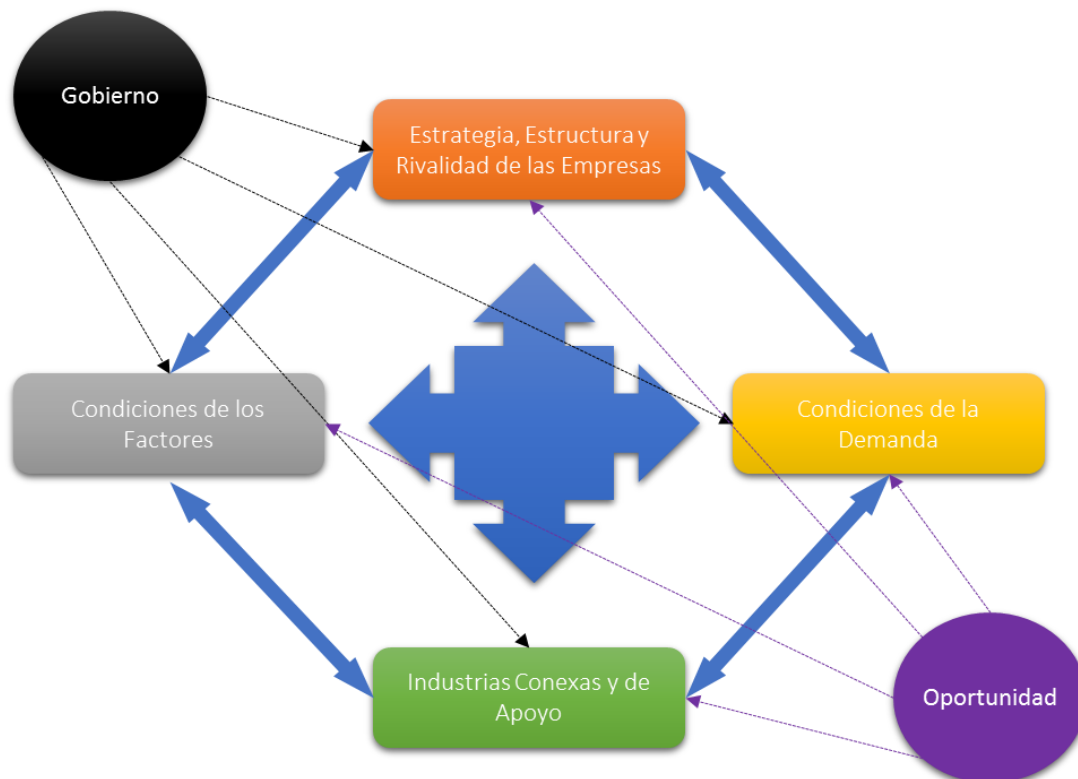 Gobierno
Estrategia, Estructura y
Rivalidad de las Empresas
Condiciones de los
Factores
Condiciones de la
Demanda
Industrias Conexas y de
Apoyo
Oportunidad